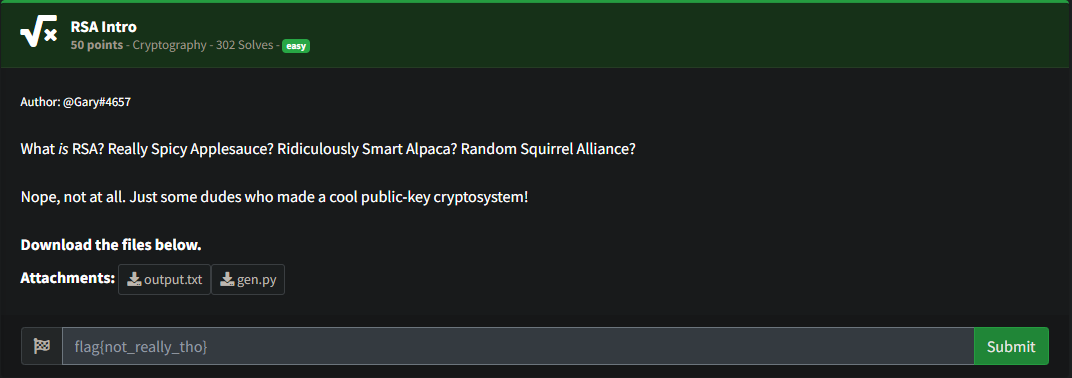 RSA Intro
50 points - Cryptography - 302 Solves - easy
Author: @Gary#4657
What is RSA? Really Spicy Applesauce? Ridiculously Smart Alpaca? Random Squirrel Alliance?
Nope, not at all. Just some dudes who made a cool public-key cryptosystem!
Download the files below.
Attachments: output.txt gen.py
flag{not_really_tho} Submit